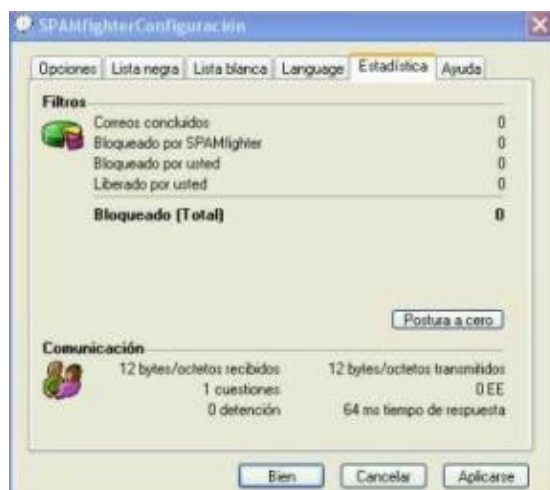 SPAMfighterConfiguración
Opciones Lista negra Lista blanca Language Estadística Ayuda
Filtros
Correos concluidos 0
Bloqueado por SPAMfighter 0
Bloqueado por usted 0
Liberado por usted 0
Bloqueado (Total) 0
Postura a cero
Comunicación
12 bytes/octetos recibidos 12 bytes/octetos transmitidos
1 cuestiones 0 EE
0 detención 64 ms tiempo de respuesta
Bien Cancelar Aplicarse